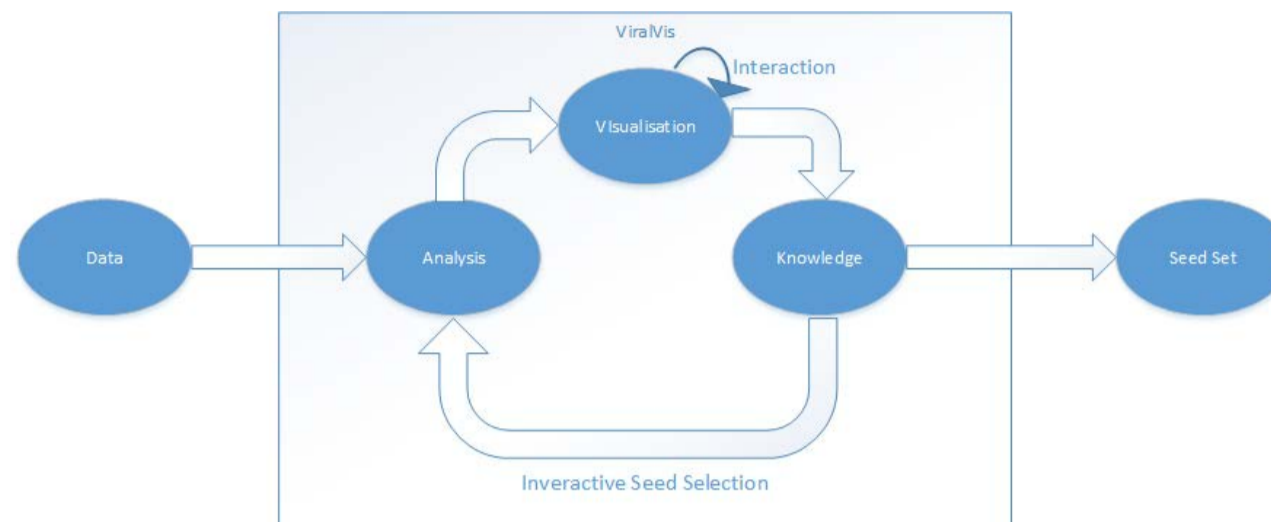 ViralVis
Interaction
VIsualisation
Data
Analysis
Knowledge
Seed Set
Inveractive Seed Selection